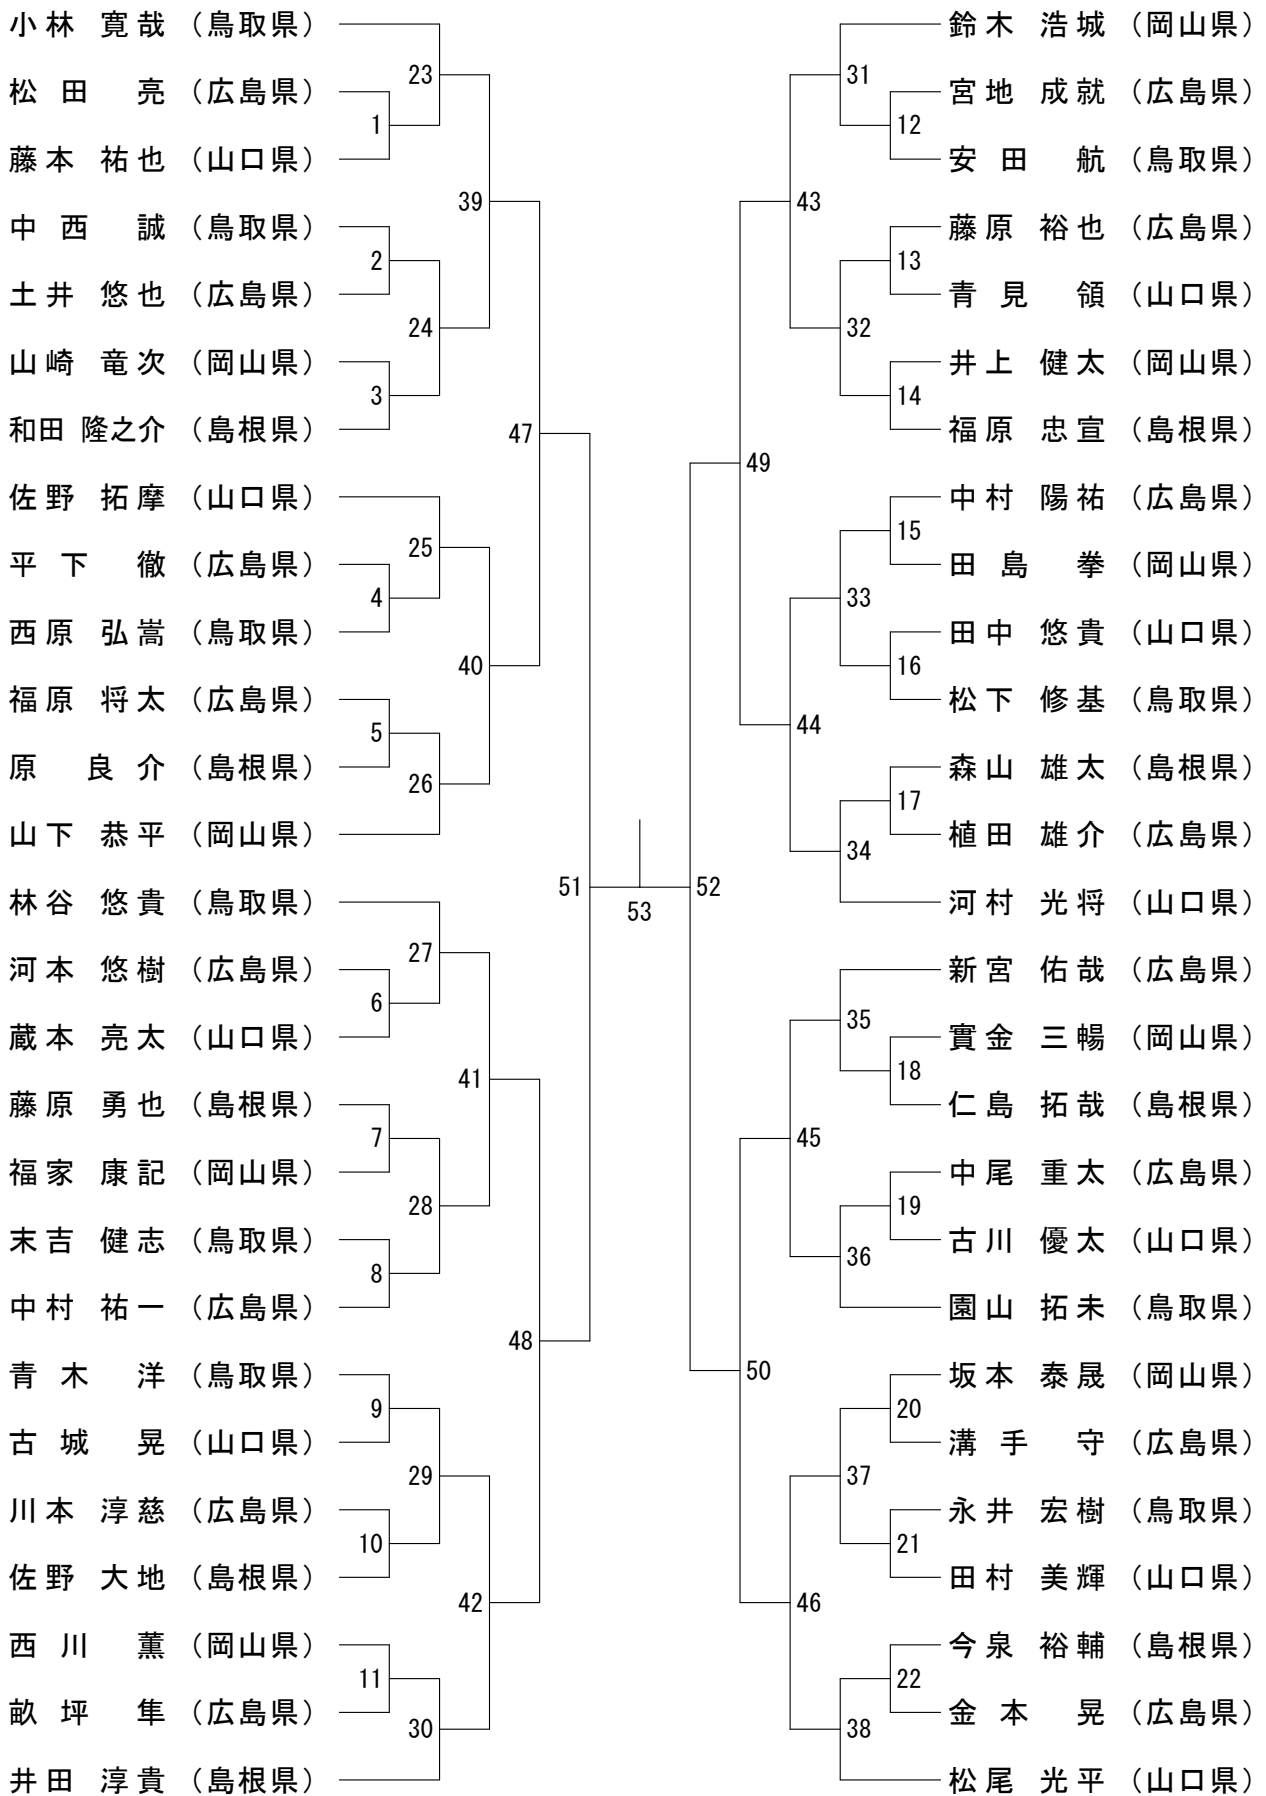 小林 寛哉 (鳥取県)
23
松田 亮 (広島県)
1
藤本 祐也 (山口県)
39
中西 誠 (鳥取県)
2
土井 悠也 (広島県)
24
山崎 竜次 (岡山県)
3
和田 隆之介 (島根県)
47
佐野 拓摩 (山口県)
25
平下 徹 (広島県)
4
西原 弘嵩 (鳥取県)
40
福原 将太 (広島県)
5
原 良介 (島根県)
26
山下 恭平 (岡山県)
51
林谷 悠貴 (鳥取県)
27
河本 悠樹 (広島県)
6
蔵本 亮太 (山口県)
41
藤原 勇也 (島根県)
7
福家 康記 (岡山県)
28
末吉 健志 (鳥取県)
8
中村 祐一 (広島県)
48
青木 洋 (鳥取県)
9
古城 晃 (山口県)
29
川本 淳慈 (広島県)
10
佐野 大地 (島根県)
42
西川 薫 (岡山県)
11
畝坪 隼 (広島県)
30
井田 淳貴 (島根県)
53
鈴木 浩城 (岡山県)
31
宮地 成就 (広島県)
12
安田 航 (鳥取県)
43
藤原 裕也 (広島県)
13
青見 領 (山口県)
32
井上 健太 (岡山県)
14
福原 忠宣 (島根県)
49
中村 陽祐 (広島県)
15
田島 拳 (岡山県)
33
田中 悠貴 (山口県)
16
松下 修基 (鳥取県)
44
森山 雄太 (島根県)
17
植田 雄介 (広島県)
34
河村 光将 (山口県)
52
新宮 佑哉 (広島県)
35
實金 三暢 (岡山県)
18
仁島 拓哉 (島根県)
45
中尾 重太 (広島県)
19
古川 優太 (山口県)
36
園山 拓未 (鳥取県)
50
坂本 泰晟 (岡山県)
20
溝手 守 (広島県)
37
永井 宏樹 (鳥取県)
21
田村 美輝 (山口県)
46
今泉 裕輔 (島根県)
22
金本 晃 (広島県)
38
松尾 光平 (山口県)